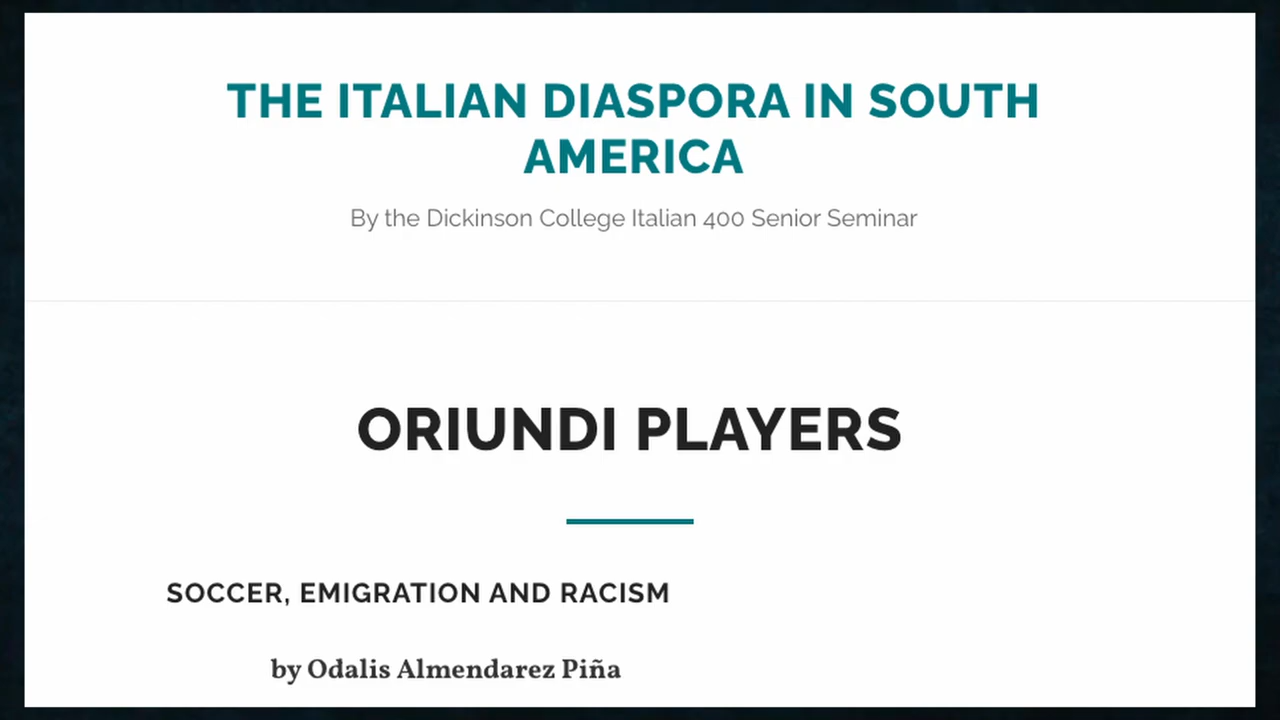 THE ITALIAN DIASPORA IN SOUTH
AMERICA
By the Dickinson College Italian 400 Senior Seminar
ORIUNDI PLAYERS
SOCCER, EMIGRATION AND RACISM
by Odalis Almendarez Piña